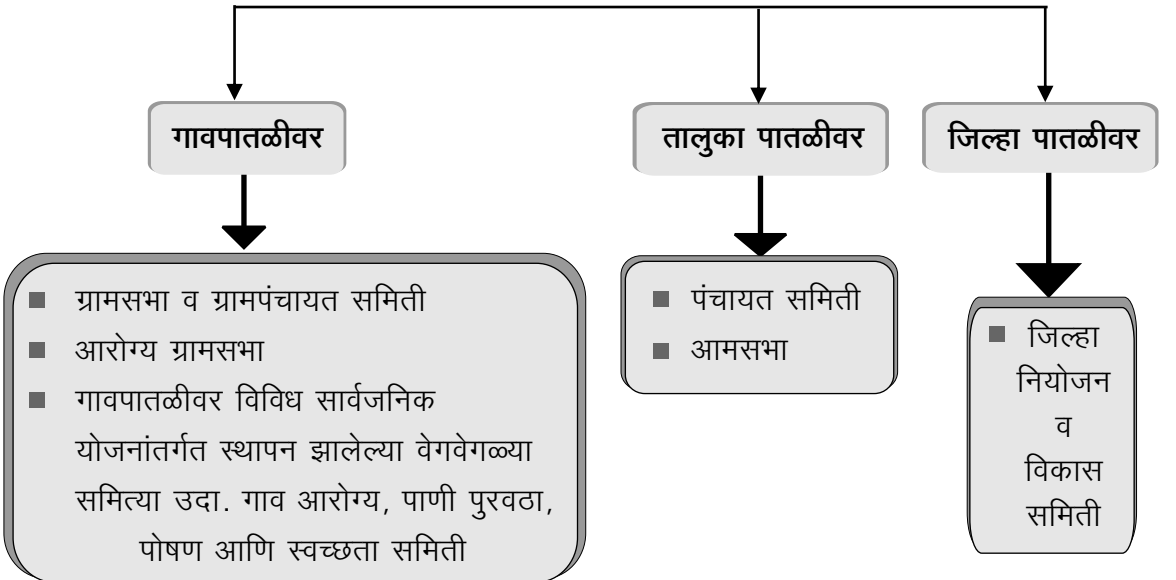 गावपातळीवर
तालुका पातळीवर
जिल्हा पातळीवर
ग्रामसभा व ग्रामपंचायत समिती
आरोग्य ग्रामसभा
गावपातळीवर विविध सार्वजनिक
योजनांतर्गत स्थापन झालेल्या वेगवेगळ्या
समित्या उदा. गाव आरोग्य, पाणी पुरवठा,
पोषण आणि स्वच्छता समिती
पंचायत समिती
आमसभा
जिल्हा
नियोजन
व
विकास
समिती